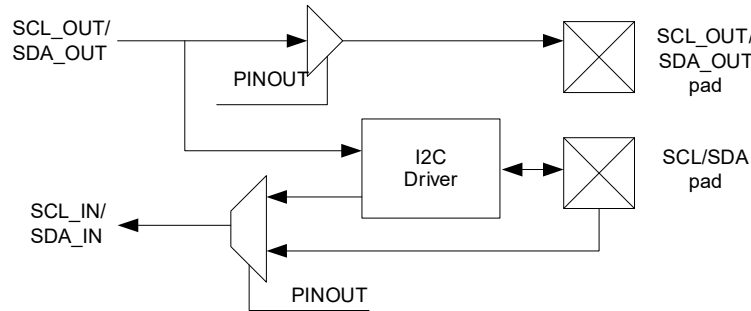 SCL_OUT/
SDA_OUT
PINOUT
SCL_OUT/
SDA_OUT
pad
I2C
Driver
SCL/SDA
pad
SCL_IN/
SDA_IN
PINOUT